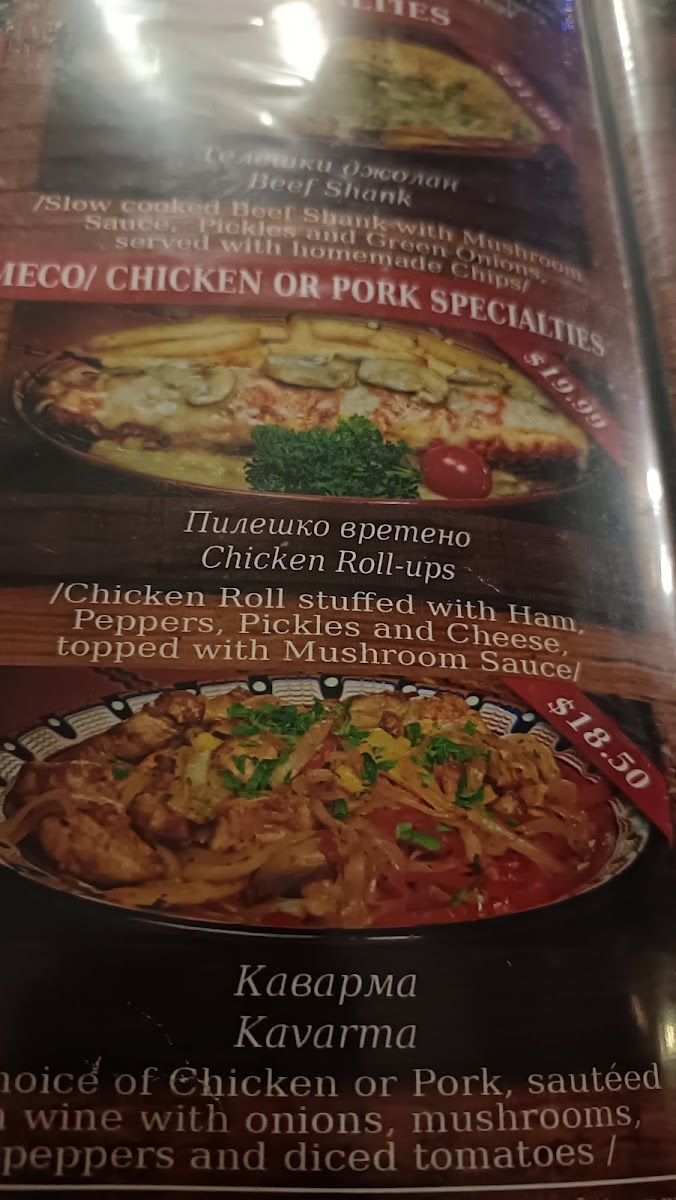 ALITIES
Телешки джолан
Beef Shank
/Slow cooked Beef Shank with Mushroom
Sauce, Pickles and Green Onions,
served with homemade Chips/
МЕСО/ CHICKEN OR PORK SPECIALTIES
$19.99
Пилешко вретено
Chicken Roll-ups
/Chicken Roll stuffed with Ham,
Peppers, Pickles and Cheese,
topped with Mushroom Sauce/
$18.50
Каварма
Kavarma
hoice of Chicken or Pork, sautéed
wine with onions, mushrooms,
peppers and diced tomatoes /